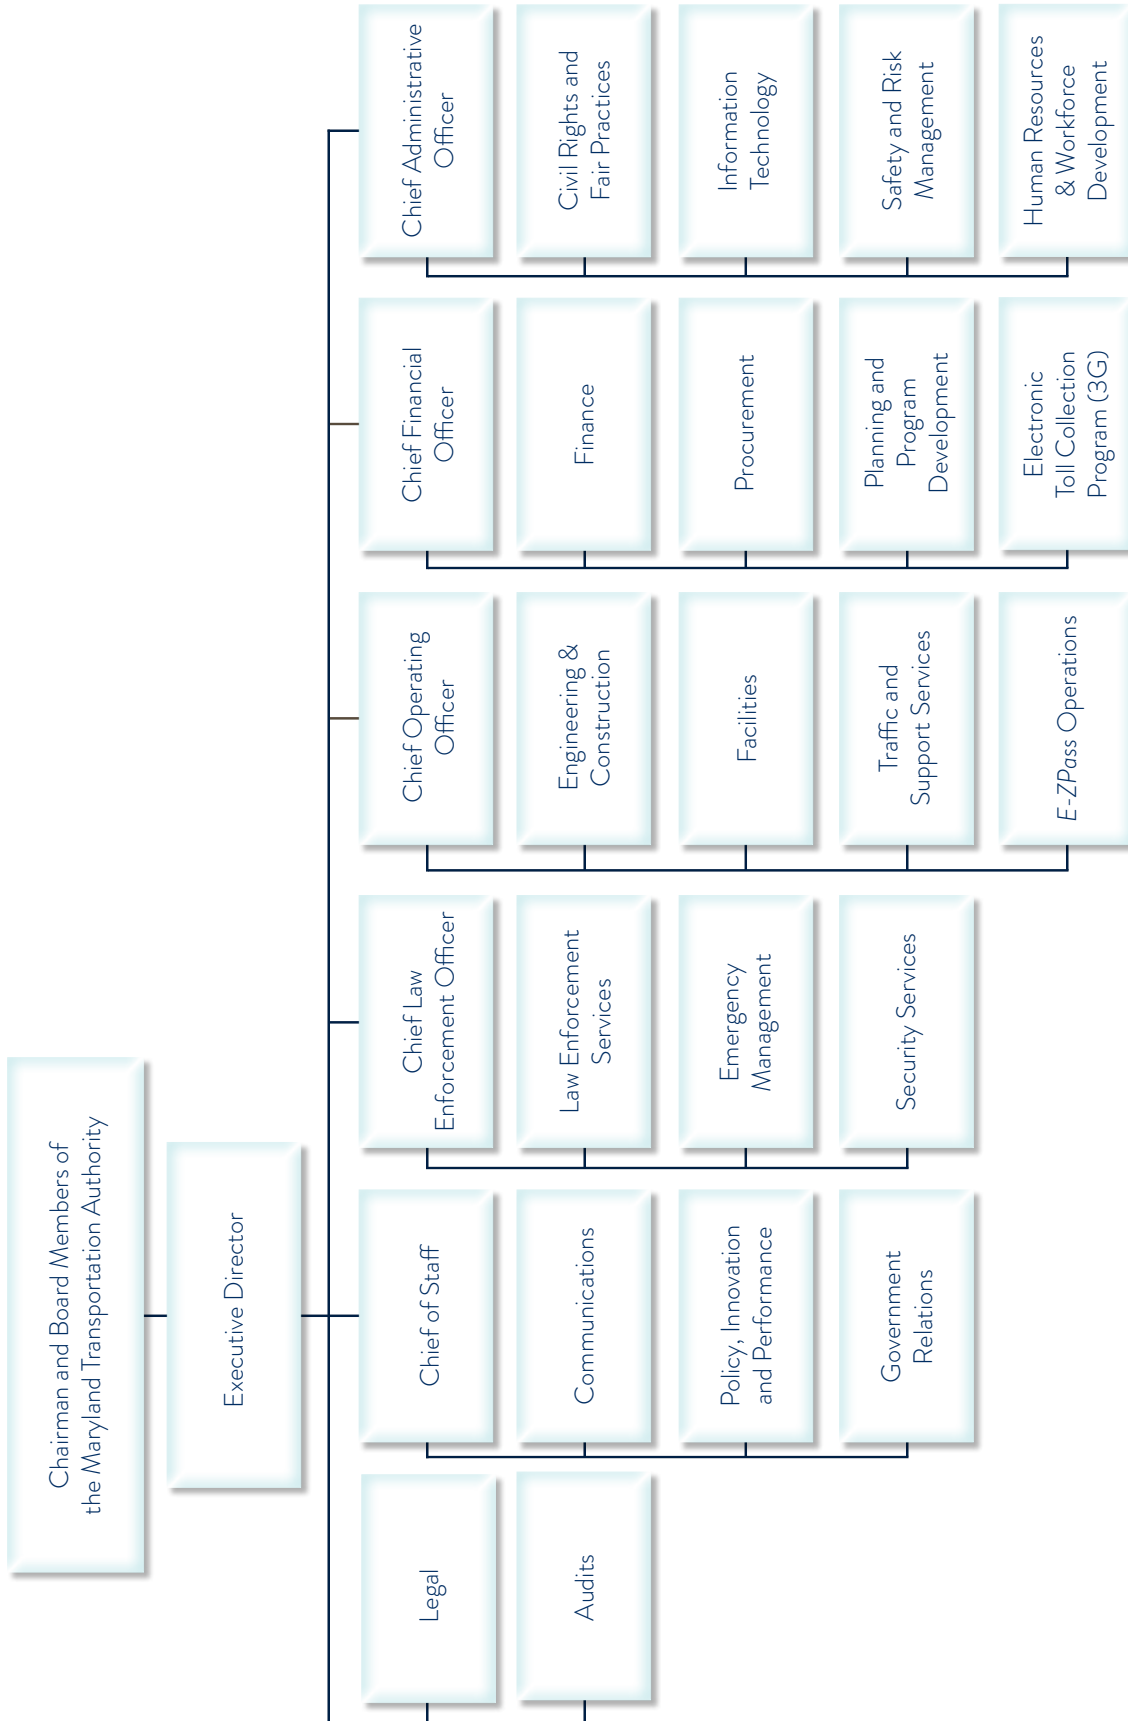 Chairman and Board Members of
the Maryland Transportation Authority
Executive Director
Legal
Audits
Chief of Staff
Communications
Policy, Innovation
and Performance
Government
Relations
Chief Law
Enforcement Officer
Law Enforcement
Services
Emergency
Management
Security Services
Chief Operating
Officer
Engineering &
Construction
Facilities
Traffic and
Support Services
E-ZPass Operations
Chief Financial
Officer
Finance
Procurement
Planning and
Program
Development
Electronic
Toll Collection
Program (3G)
Chief Administrative
Officer
Civil Rights and
Fair Practices
Information
Technology
Safety and Risk
Management
Human Resources
& Workforce
Development